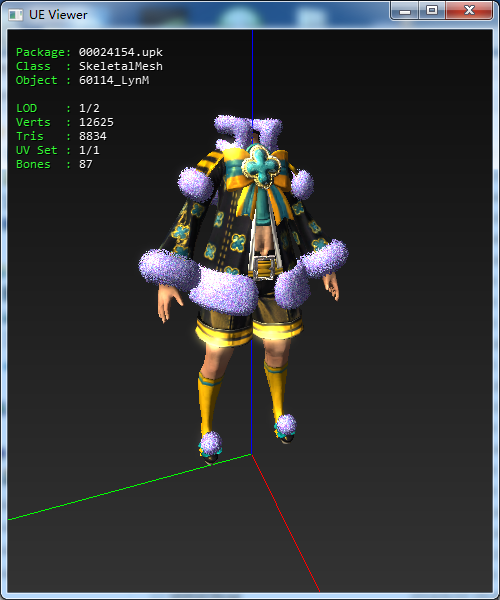 UE Viewer
Package: 00024154.upk
Class : SkeletalMesh
Object : 60114_LynM
LOD : 1/2
Verts : 12625
Tris : 8834
UV Set : 1/1
Bones : 87